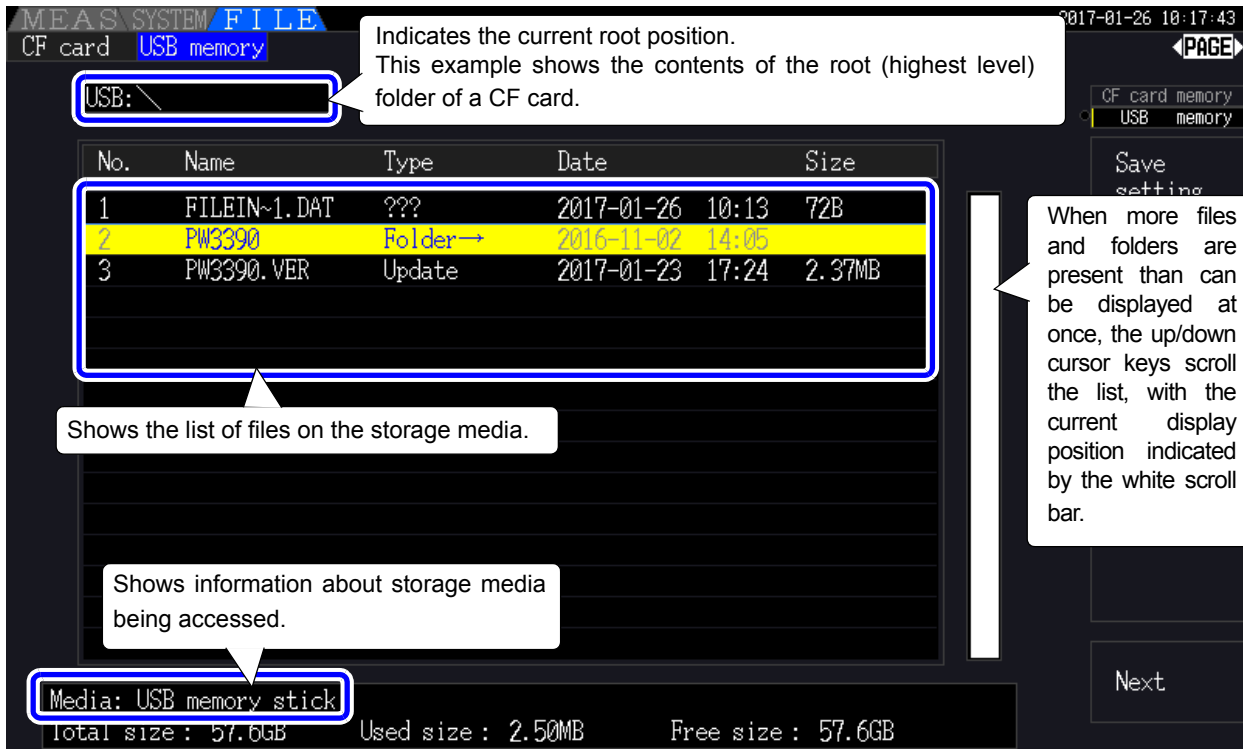 MEAS SYSTEM FILE 2017-01-26 10:17:43
CF card USB memory
PAGE
Indicates the current root position.
This example shows the contents of the root (highest level)
folder of a CF card.
USB:\
CF card memory
USB memory
No. Name Type Date Size
1 FILEIN~1.DAT ??? 2017-01-26 10:13 72B
2 PW3390 Folder→ 2016-11-02 14:05
3 PW3390.VER Update 2017-01-23 17:24 2.37MB
Save
setting
When more files
and folders are
present than can
be displayed at
once, the up/down
cursor keys scroll
the list, with the
current display
position indicated
by the white scroll
bar.
Shows the list of files on the storage media.
Shows information about storage media
being accessed.
Next
Media: USB memory stick
Total size: 57.6GB Used size: 2.50MB Free size: 57.6GB